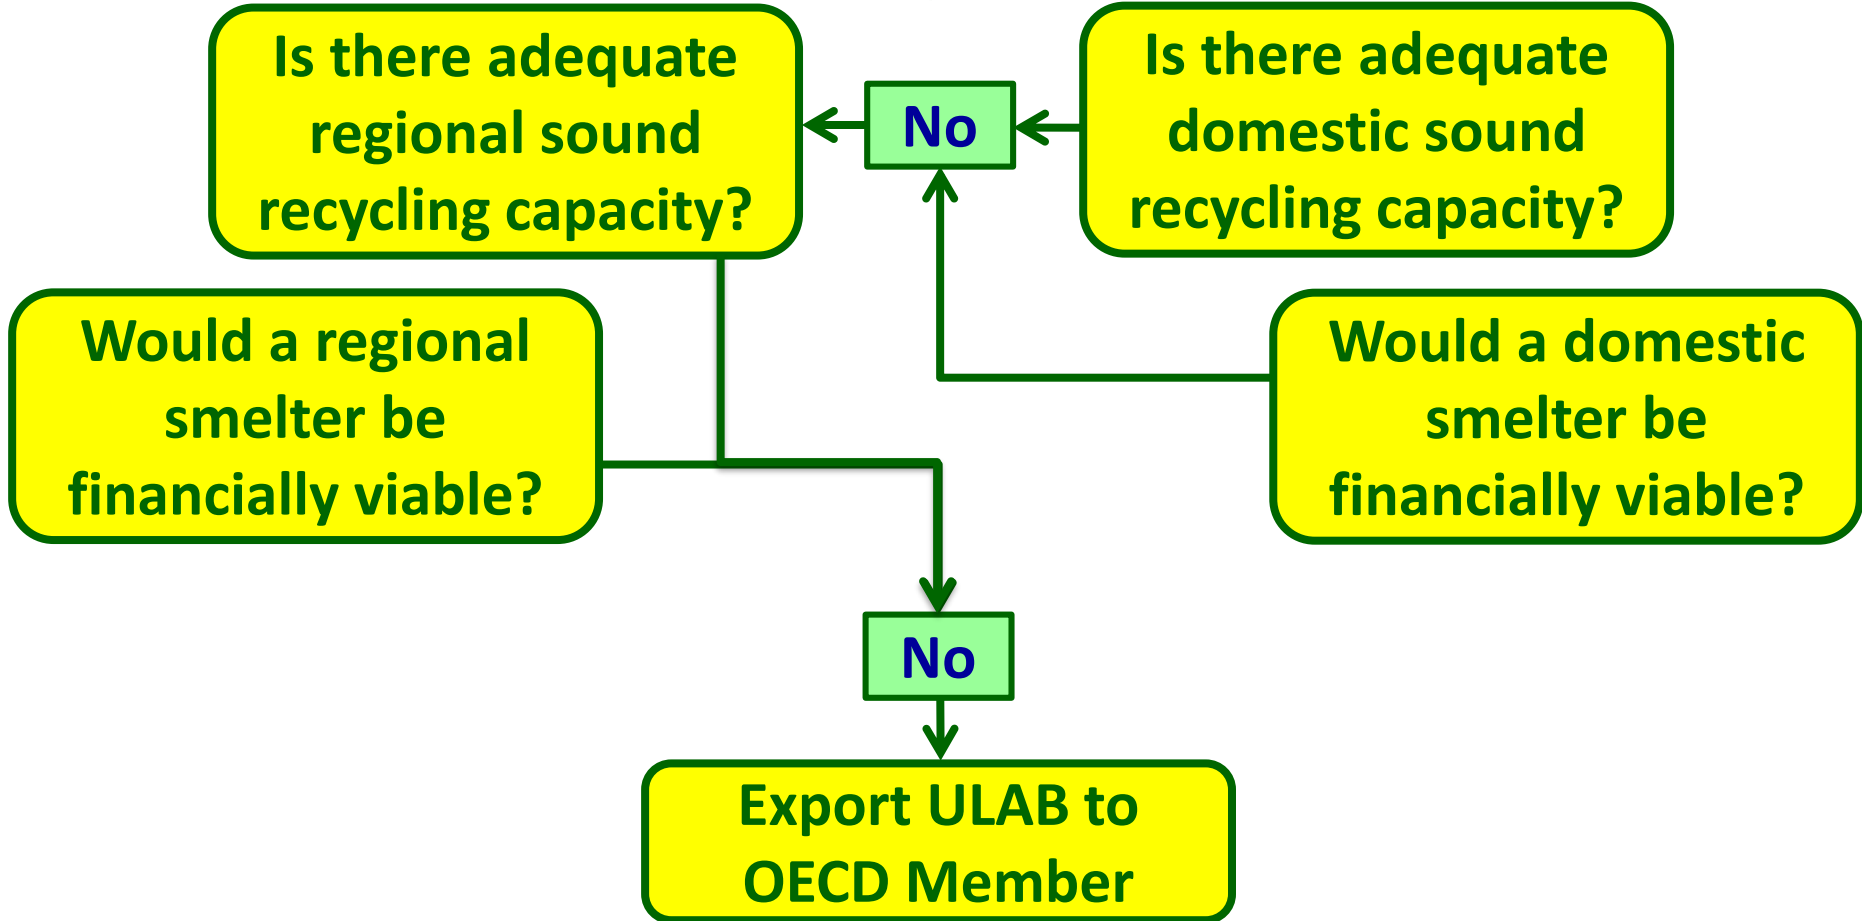 Is there adequate
regional sound
recycling capacity?
No
Is there adequate
domestic sound
recycling capacity?
Would a regional
smelter be
financially viable?
Would a domestic
smelter be
financially viable?
No
Export ULAB to
OECD Member